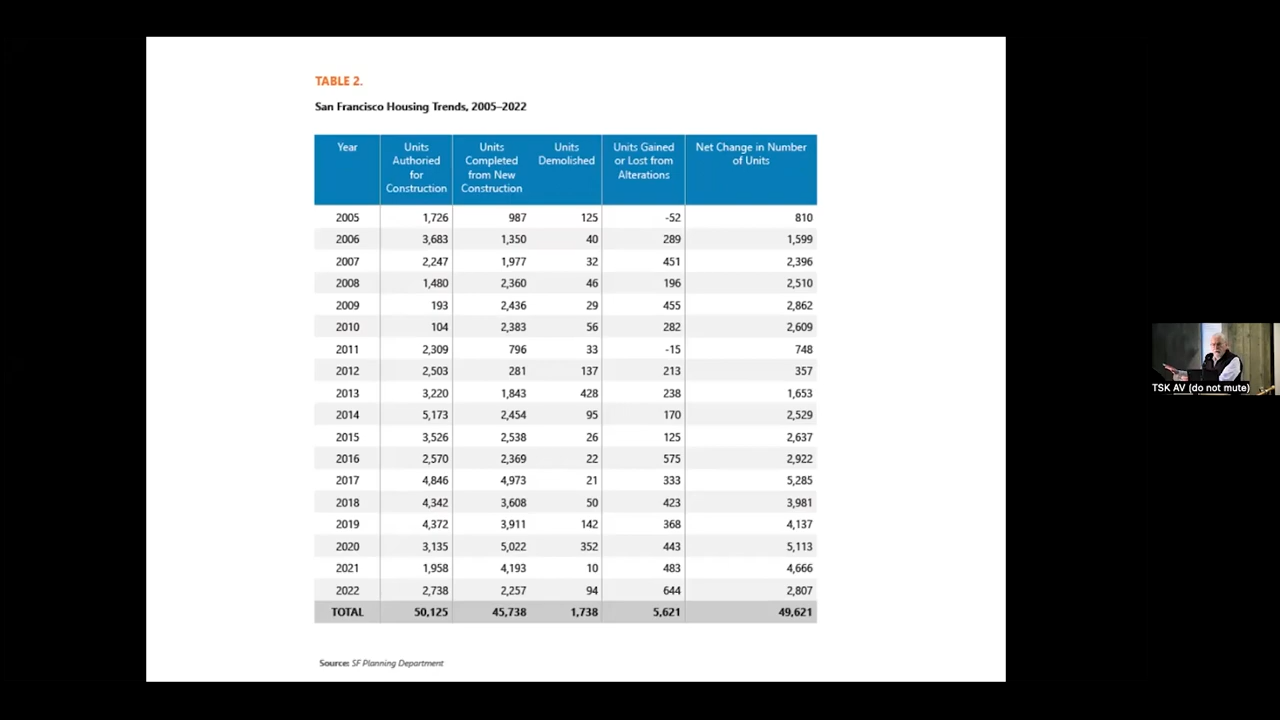 TABLE 2.
San Francisco Housing Trends, 2005–2022
Year Units Authoried for Construction Units Completed from New Construction Units Demolished Units Gained or Lost from Alterations Net Change in Number of Units
2005 1,726 987 125 -52 810
2006 3,683 1,350 40 289 1,599
2007 2,247 1,977 32 451 2,396
2008 1,480 2,360 46 196 2,510
2009 193 2,436 29 455 2,862
2010 104 2,383 56 282 2,609
2011 2,309 796 33 -15 748
2012 2,503 281 137 213 357
2013 3,220 1,843 428 238 1,653
2014 5,173 2,454 95 170 2,529
2015 3,526 2,538 26 125 2,637
2016 2,570 2,369 22 575 2,922
2017 4,846 4,973 21 333 5,285
2018 4,342 3,608 50 423 3,981
2019 4,372 3,911 142 368 4,137
2020 3,135 5,022 352 443 5,113
2021 1,958 4,193 10 483 4,666
2022 2,738 2,257 94 644 2,807
TOTAL 50,125 45,738 1,738 5,621 49,621
Source: SF Planning Department
TSK AV (do not mute)